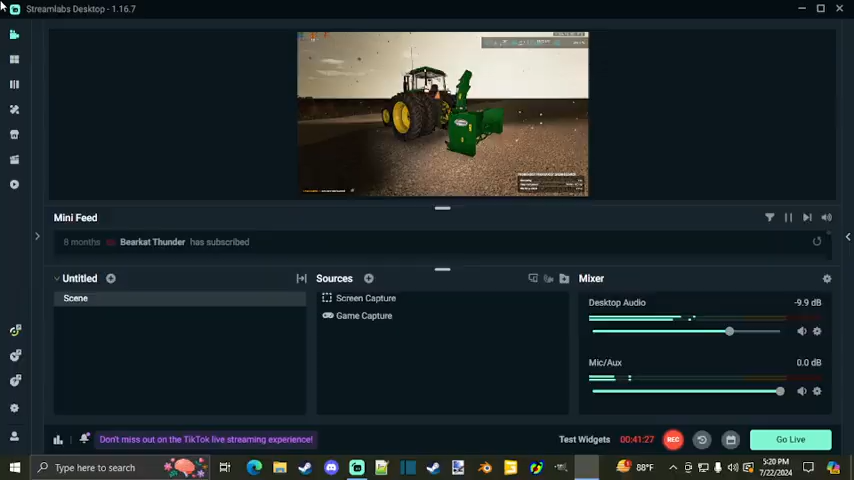 Streamlabs Desktop - 1.16.7
Mini Feed
8 months Bearkat Thunder has subscribed
Untitled
Scene
Sources
Screen Capture
Game Capture
Mixer
Desktop Audio -9.9 dB
Mic/Aux 0.0 dB
Don't miss out on the TikTok live streaming experience!
Test Widgets 00:41:27 REC Go Live
Type here to search
88°F
5:20 PM
7/22/2024